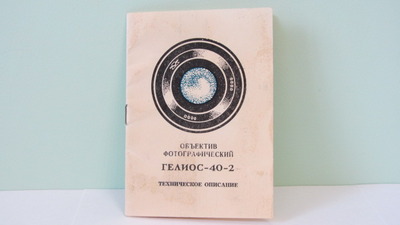 ОБЪЕКТИВ
ФОТОГРАФИЧЕСКИЙ
ГЕЛИОС-40-2
ТЕХНИЧЕСКОЕ ОПИСАНИЕ